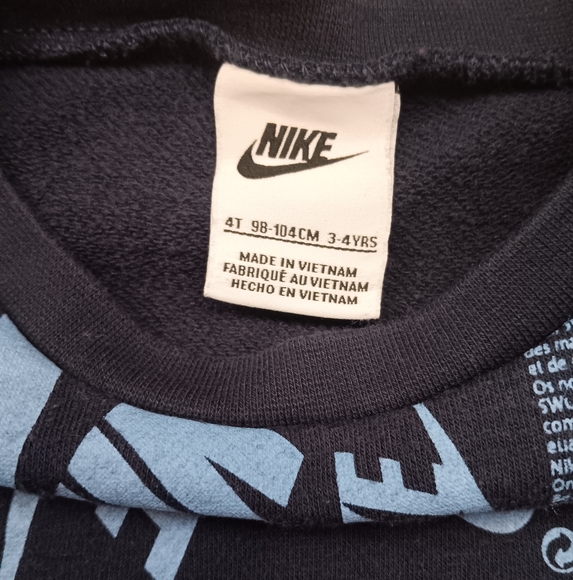 NIKE
4T 98-104CM 3-4YRS
MADE IN VIETNAM
FABRIQUÉ AU VIETNAM
HECHO EN VIETNAM
des
et de
Os